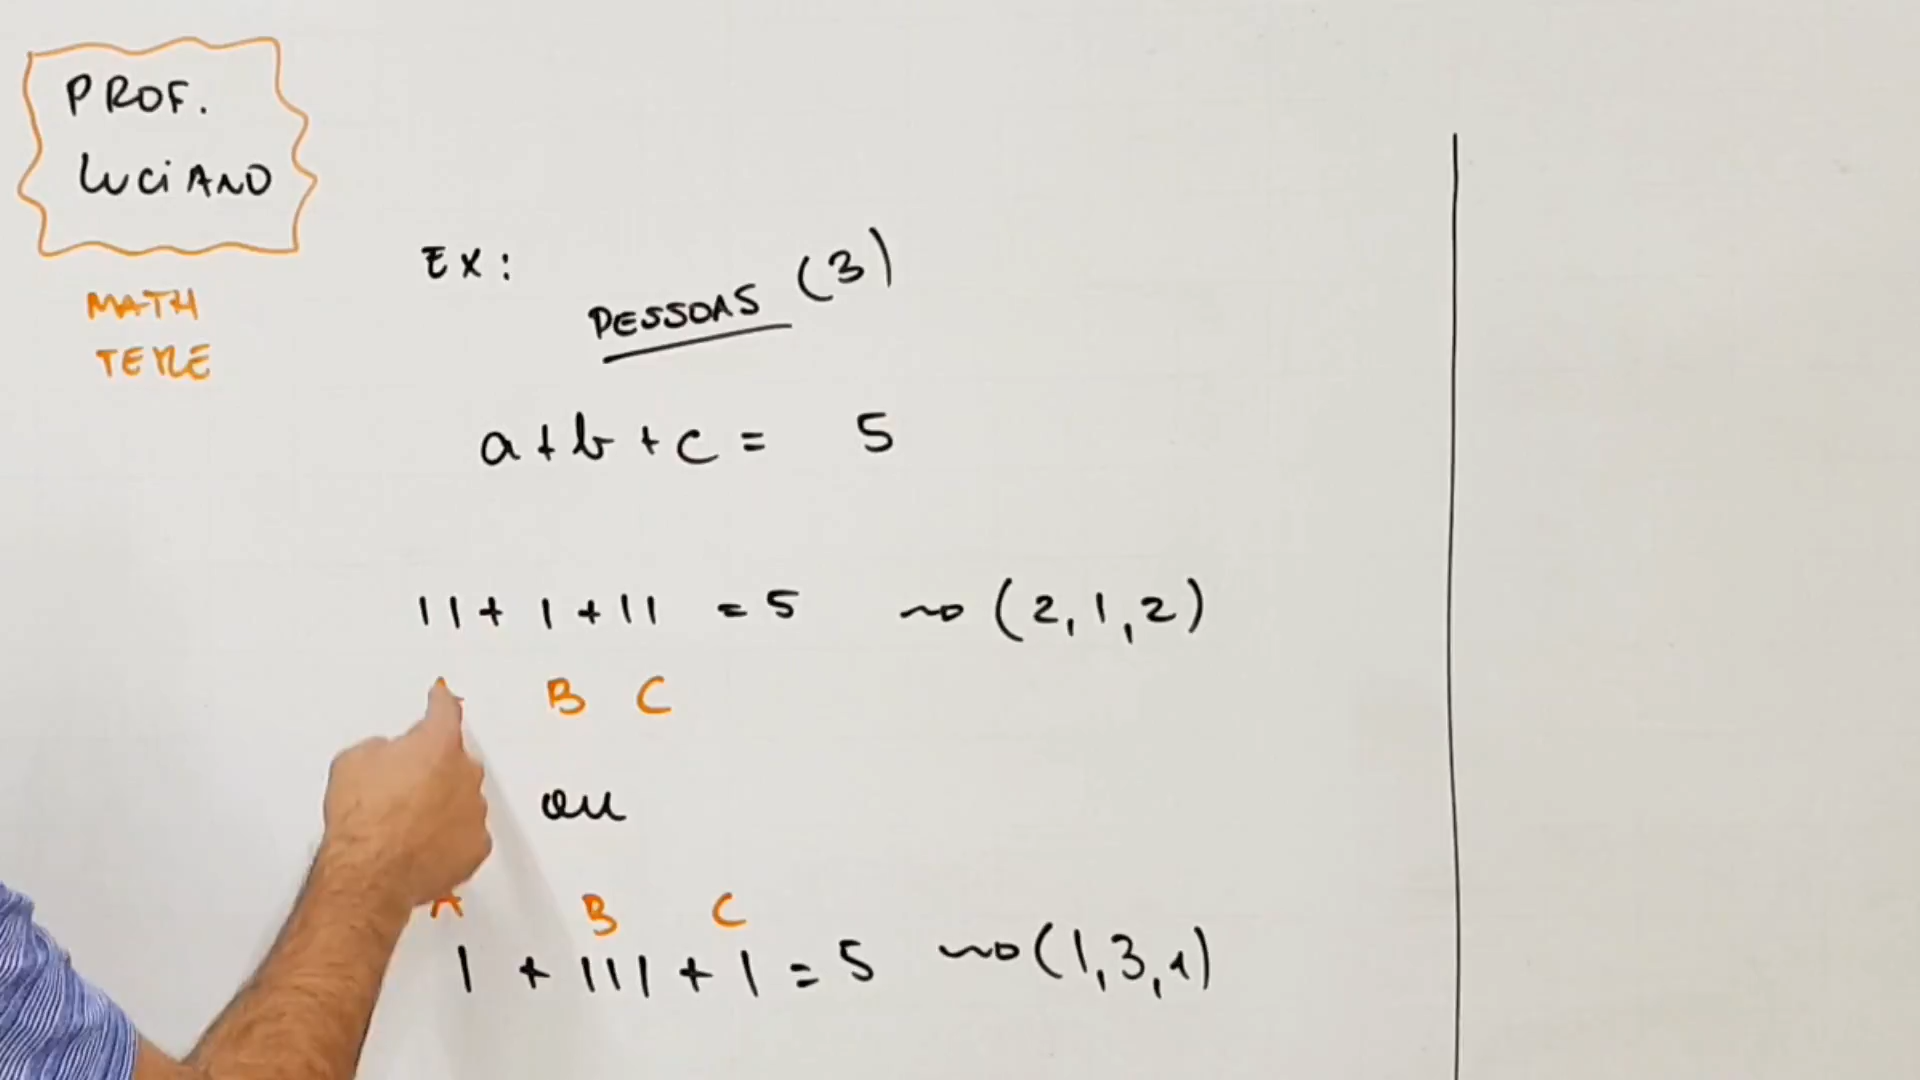 PROF.
LUCIANO
MATH
TERE
EX:
PESSOAS (3)
a + b + c = 5
11 + 1 + 11 = 5 ~> (2, 1, 2)
B C
ou
A B C
1 + 111 + 1 = 5 ~> (1, 3, 1)